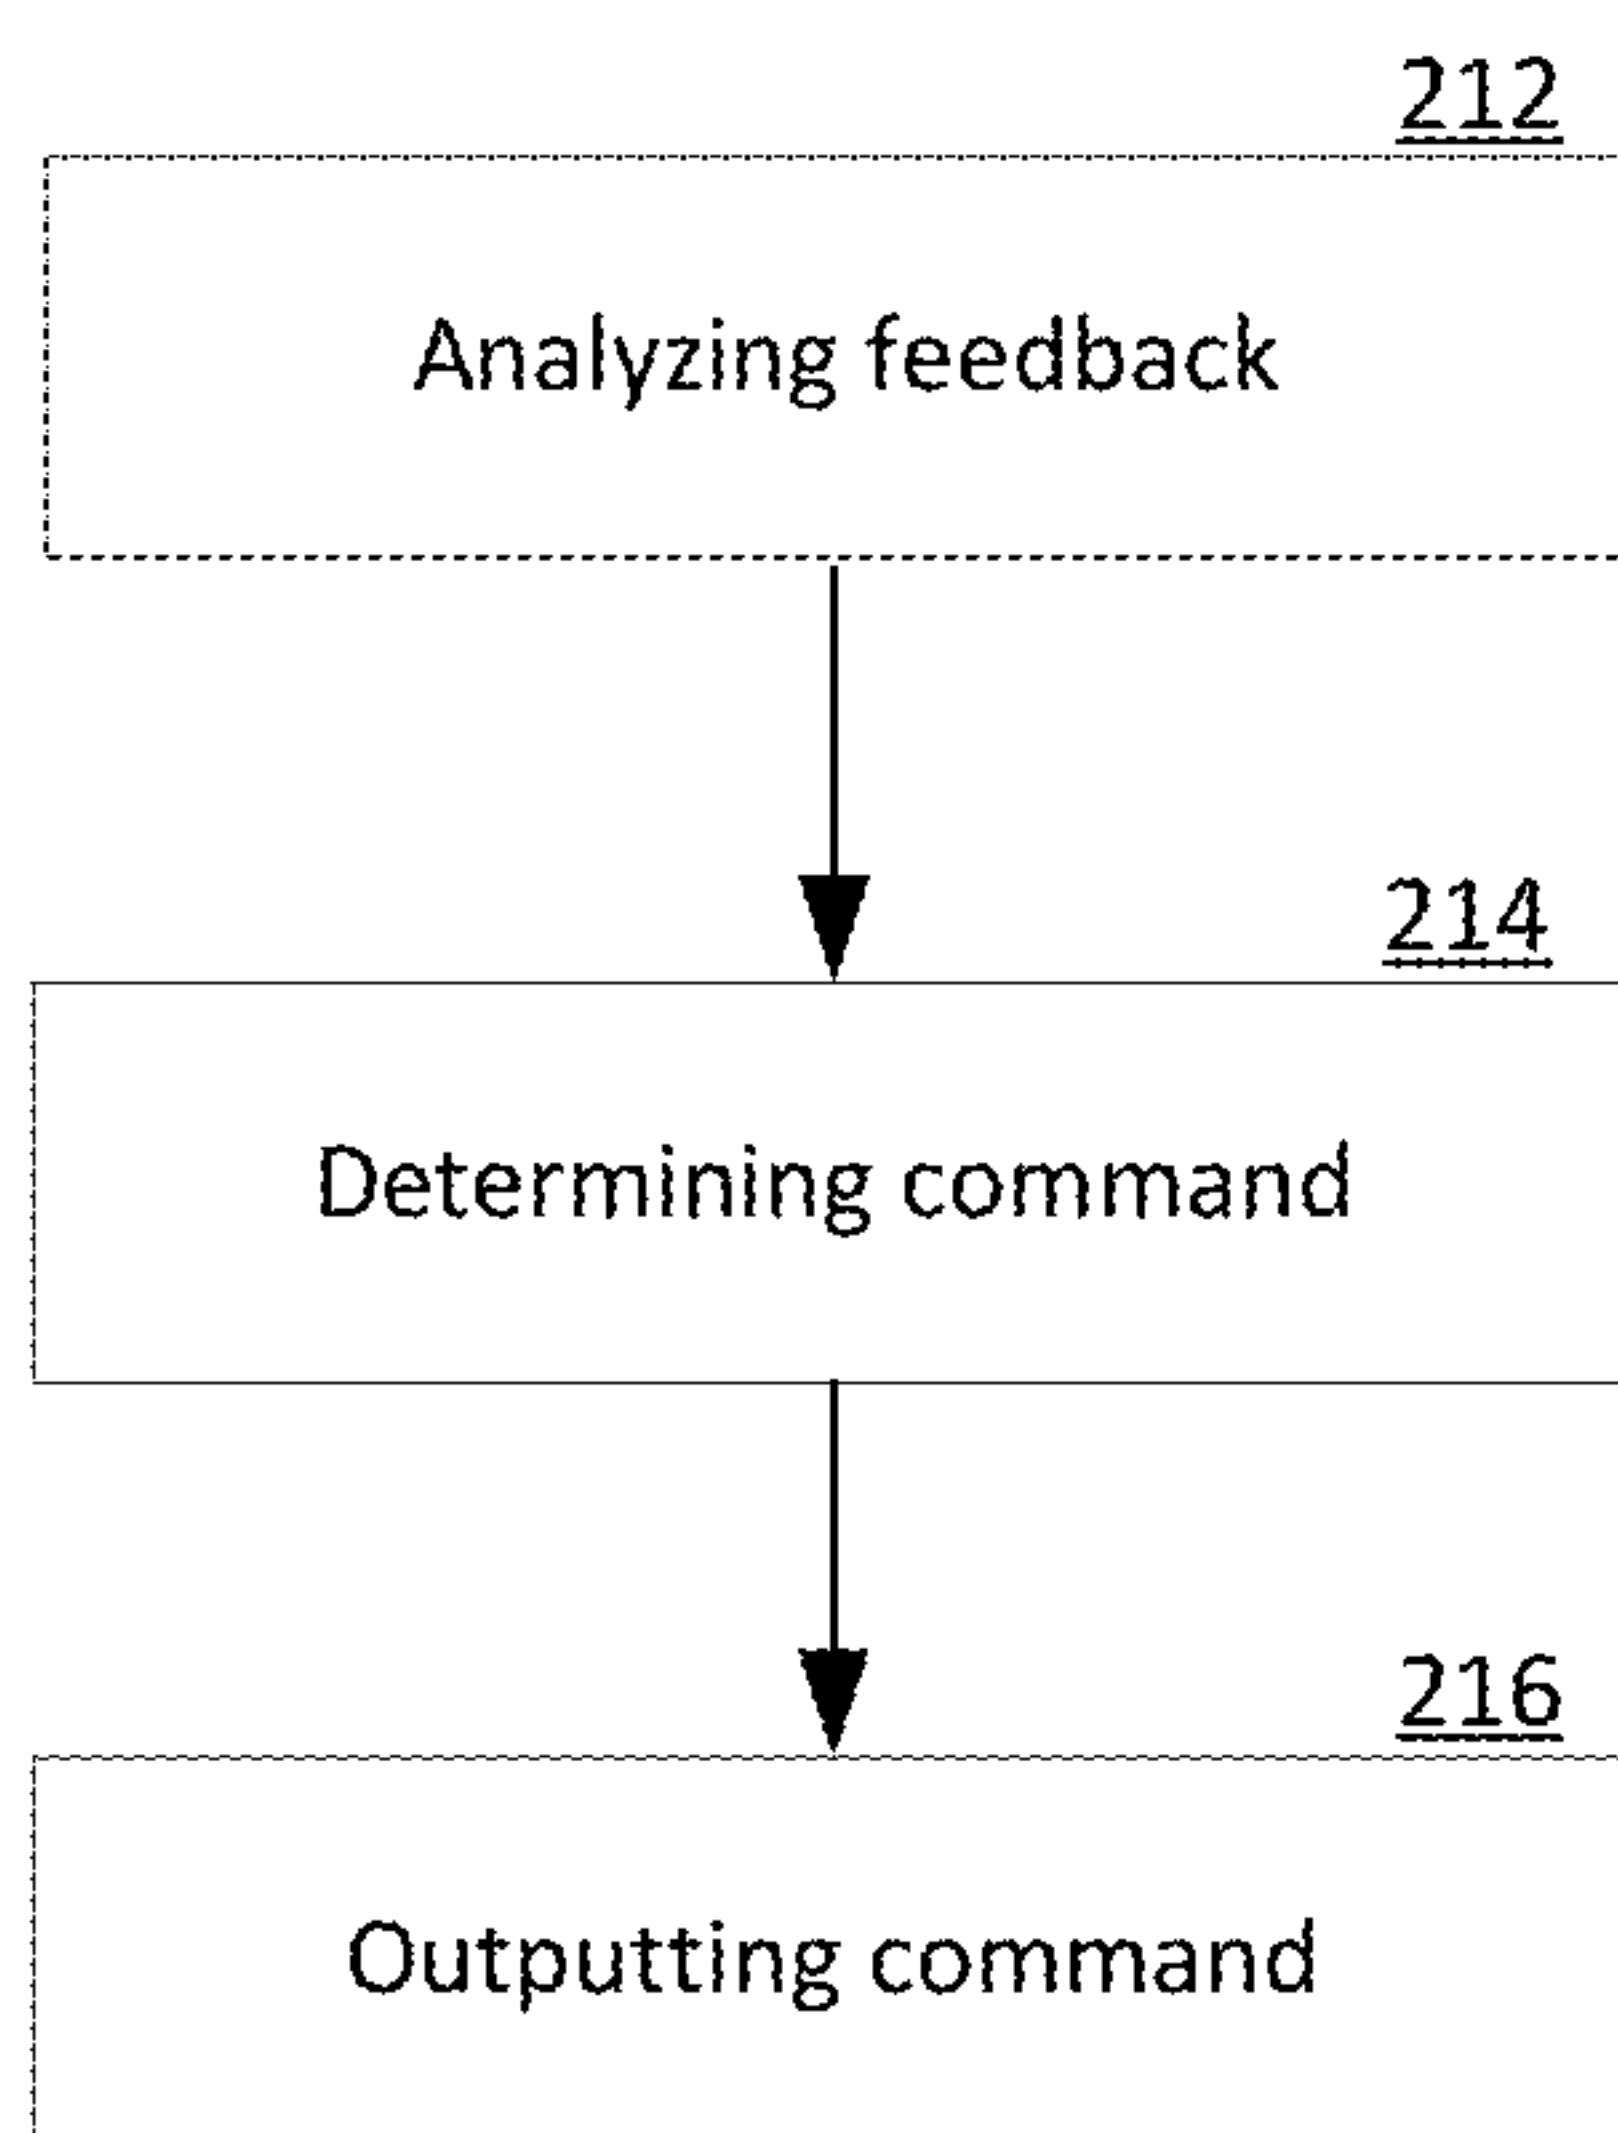 212
Analyzing feedback
214
Determining command
216
Outputting command